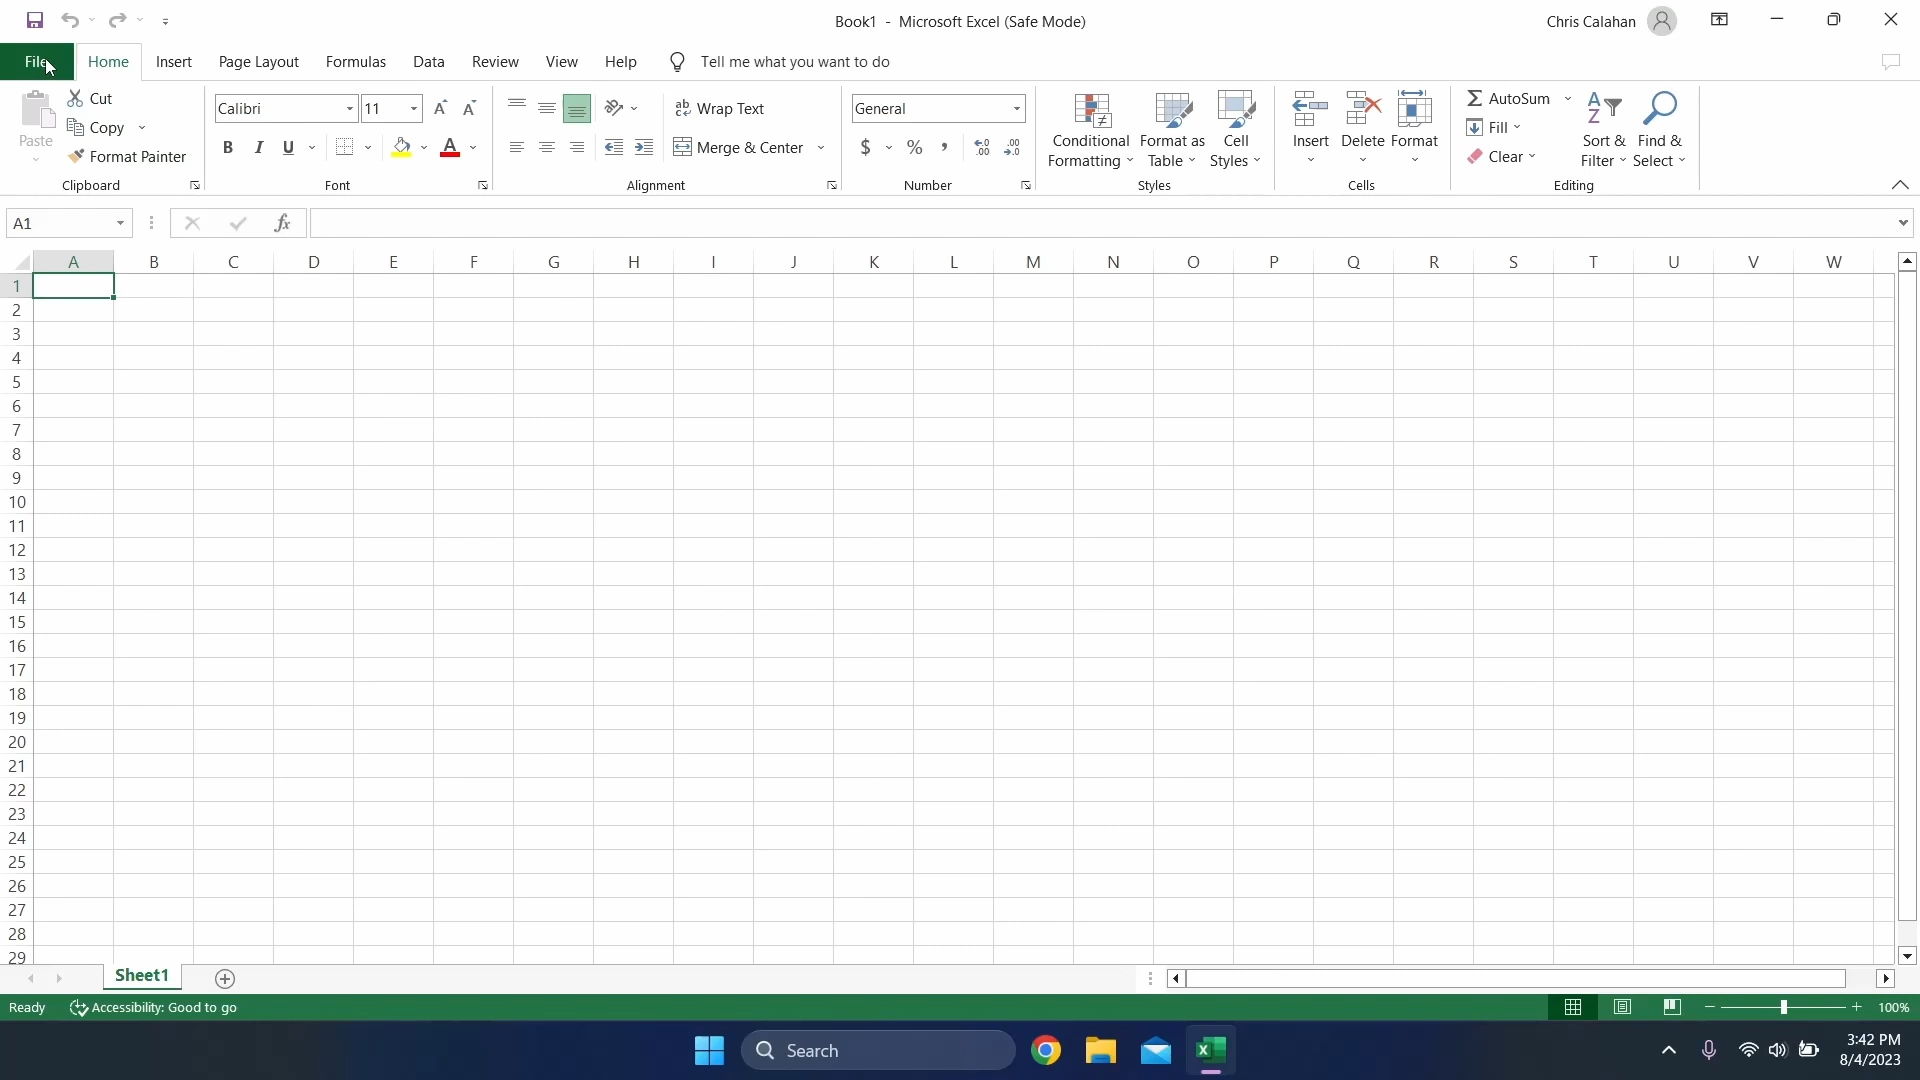 Book1 - Microsoft Excel (Safe Mode)
Chris Calahan
File Home Insert Page Layout Formulas Data Review View Help Tell me what you want to do
Paste
Cut
Copy
Format Painter
Clipboard
Calibri 11
B I U A
Font
Wrap Text
Merge & Center
Alignment
General
$ % ,
Number
Conditional Formatting
Format as Table
Cell Styles
Styles
Insert Delete Format
Cells
AutoSum
Fill
Clear
Sort & Filter
Find & Select
Editing
A1 fx
A B C D E F G H I J K L M N O P Q R S T U V W
1
2
3
4
5
6
7
8
9
10
11
12
13
14
15
16
17
18
19
20
21
22
23
24
25
26
27
28
29
Sheet1
Ready Accessibility: Good to go 100%
Search
3:42 PM
8/4/2023